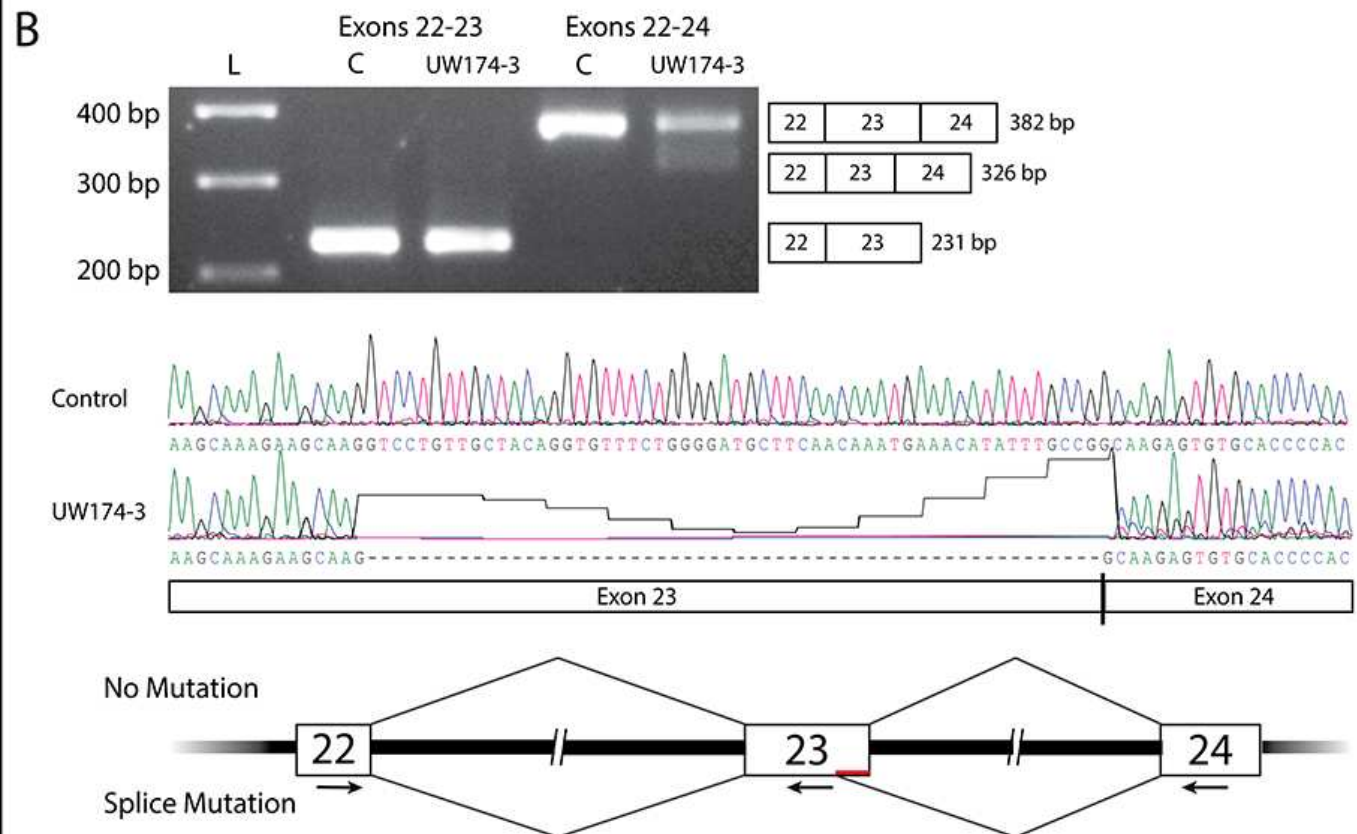 B
Exons 22-23 Exons 22-24
L C UW174-3 C UW174-3
400 bp
22 23 24 382 bp
22 23 24 326 bp
300 bp
22 23 231 bp
200 bp
Control
AAGCAAAGAAGCAAGGTCCTGTTGCTACAGGTGTTTCTGGGGATGCTTCAACAAATGAAACATATTTGCCGGCAAGAGTGTGCACCCCAC
UW174-3
AAGCAAAGAAGCAAG--------------------------------------------------------GCAAGAGTGTGCACCCCAC
Exon 23 Exon 24
No Mutation
22 23 24
Splice Mutation